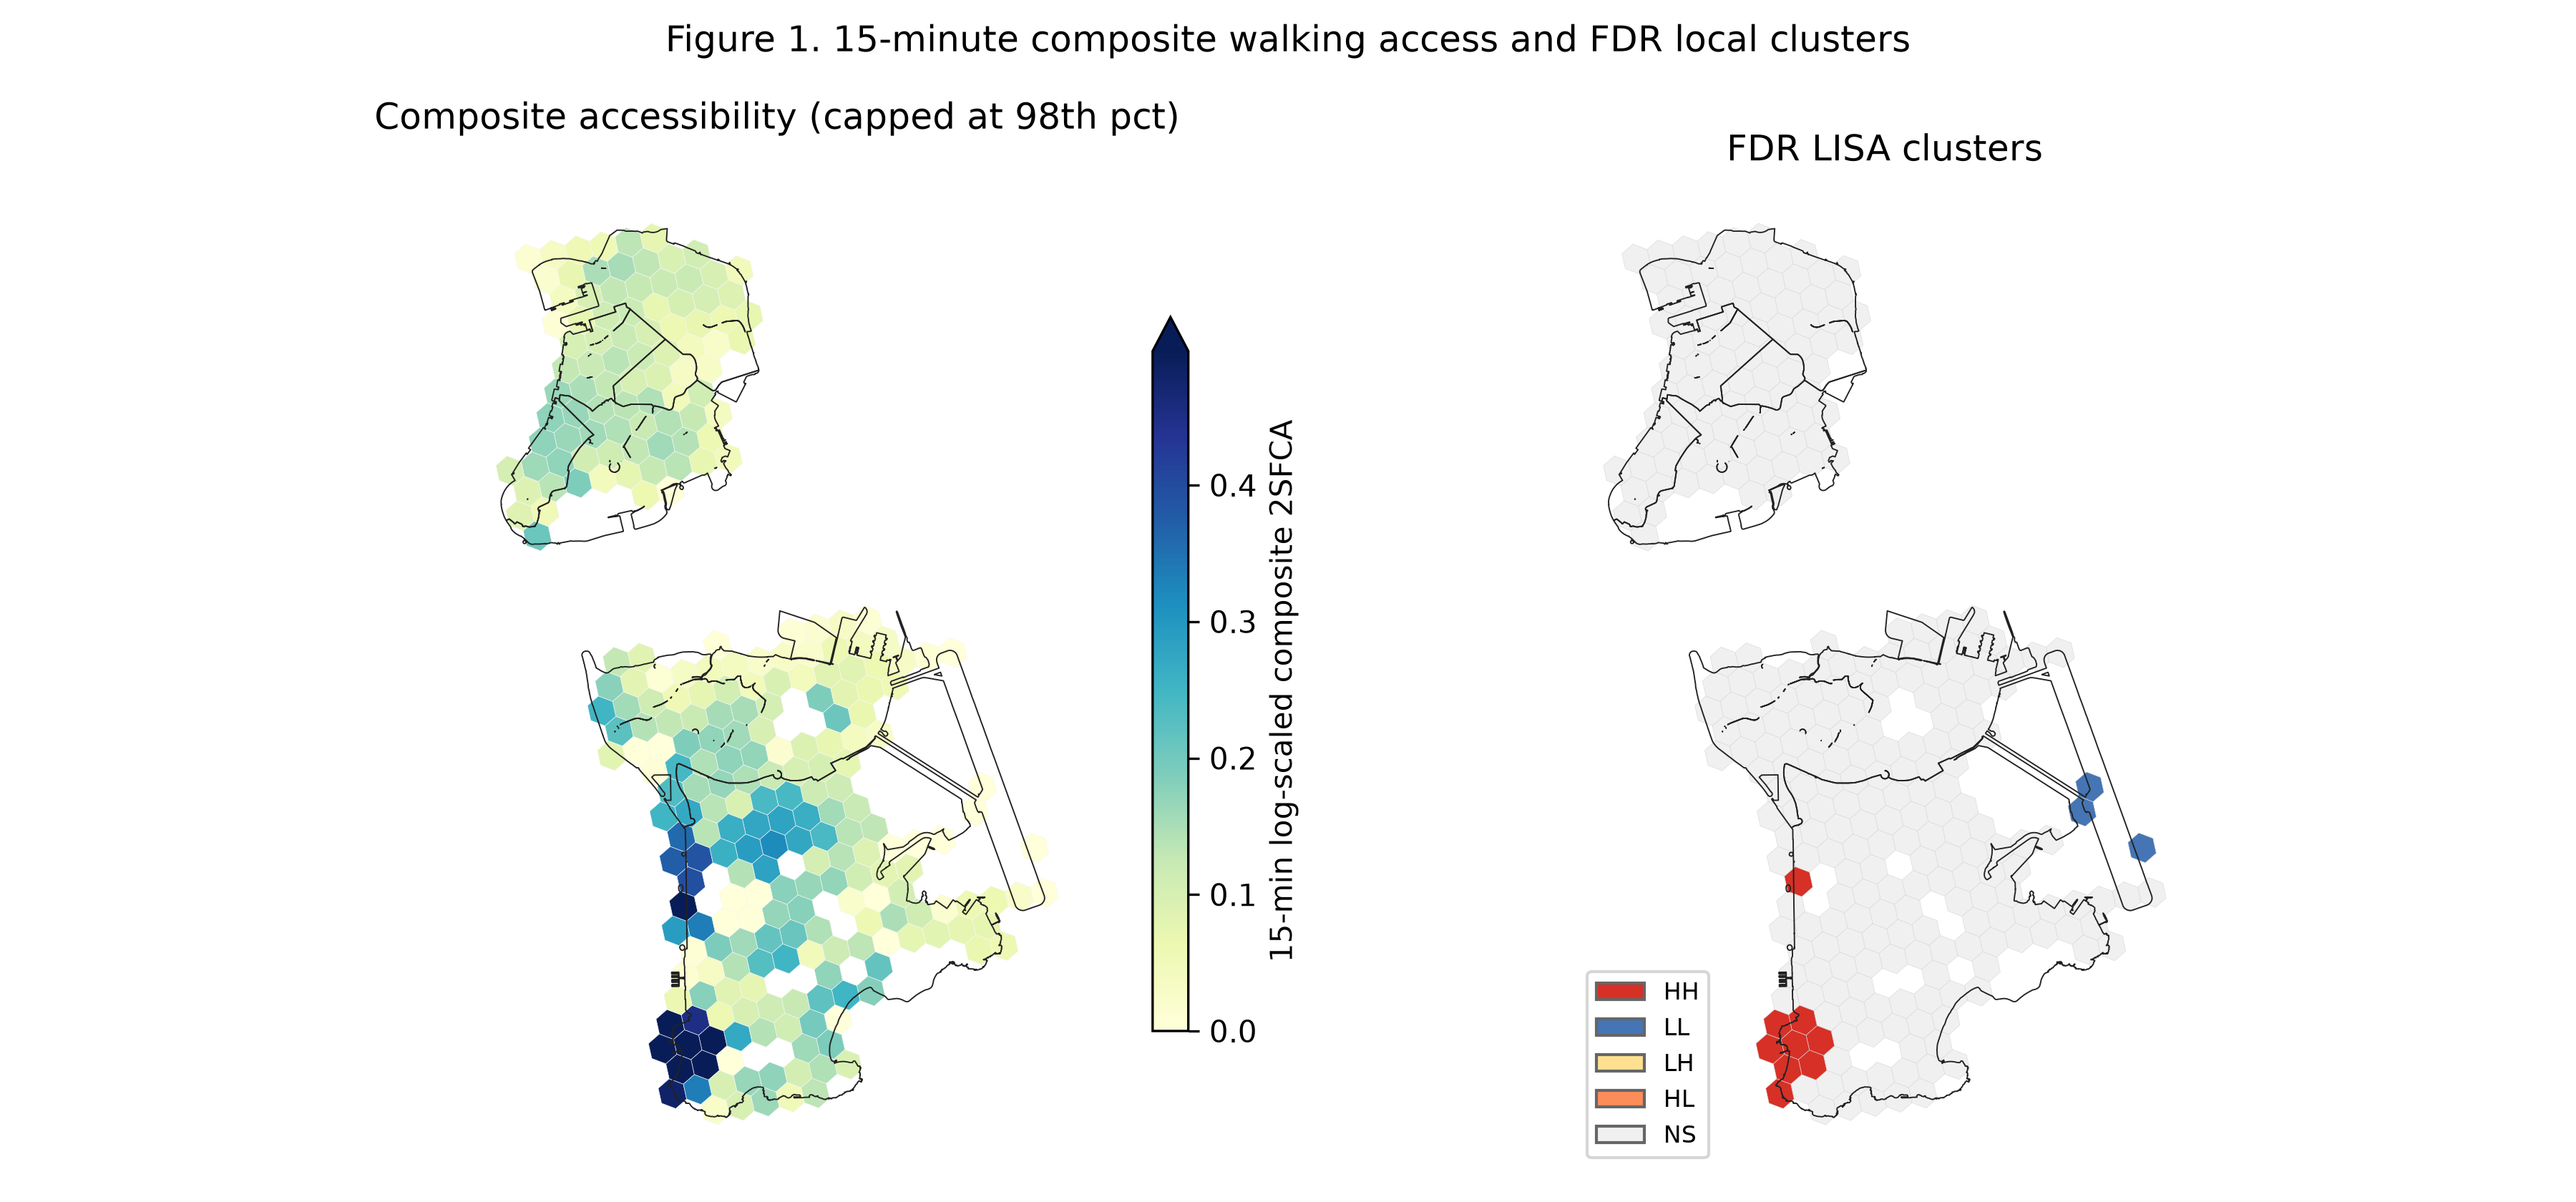 Figure 1. 15-minute composite walking access and FDR local clusters
Composite accessibility (capped at 98th pct)
FDR LISA clusters
0.4
0.3
0.2
0.1
0.0
15-min log-scaled composite 2SFCA
HH
LL
LH
HL
NS